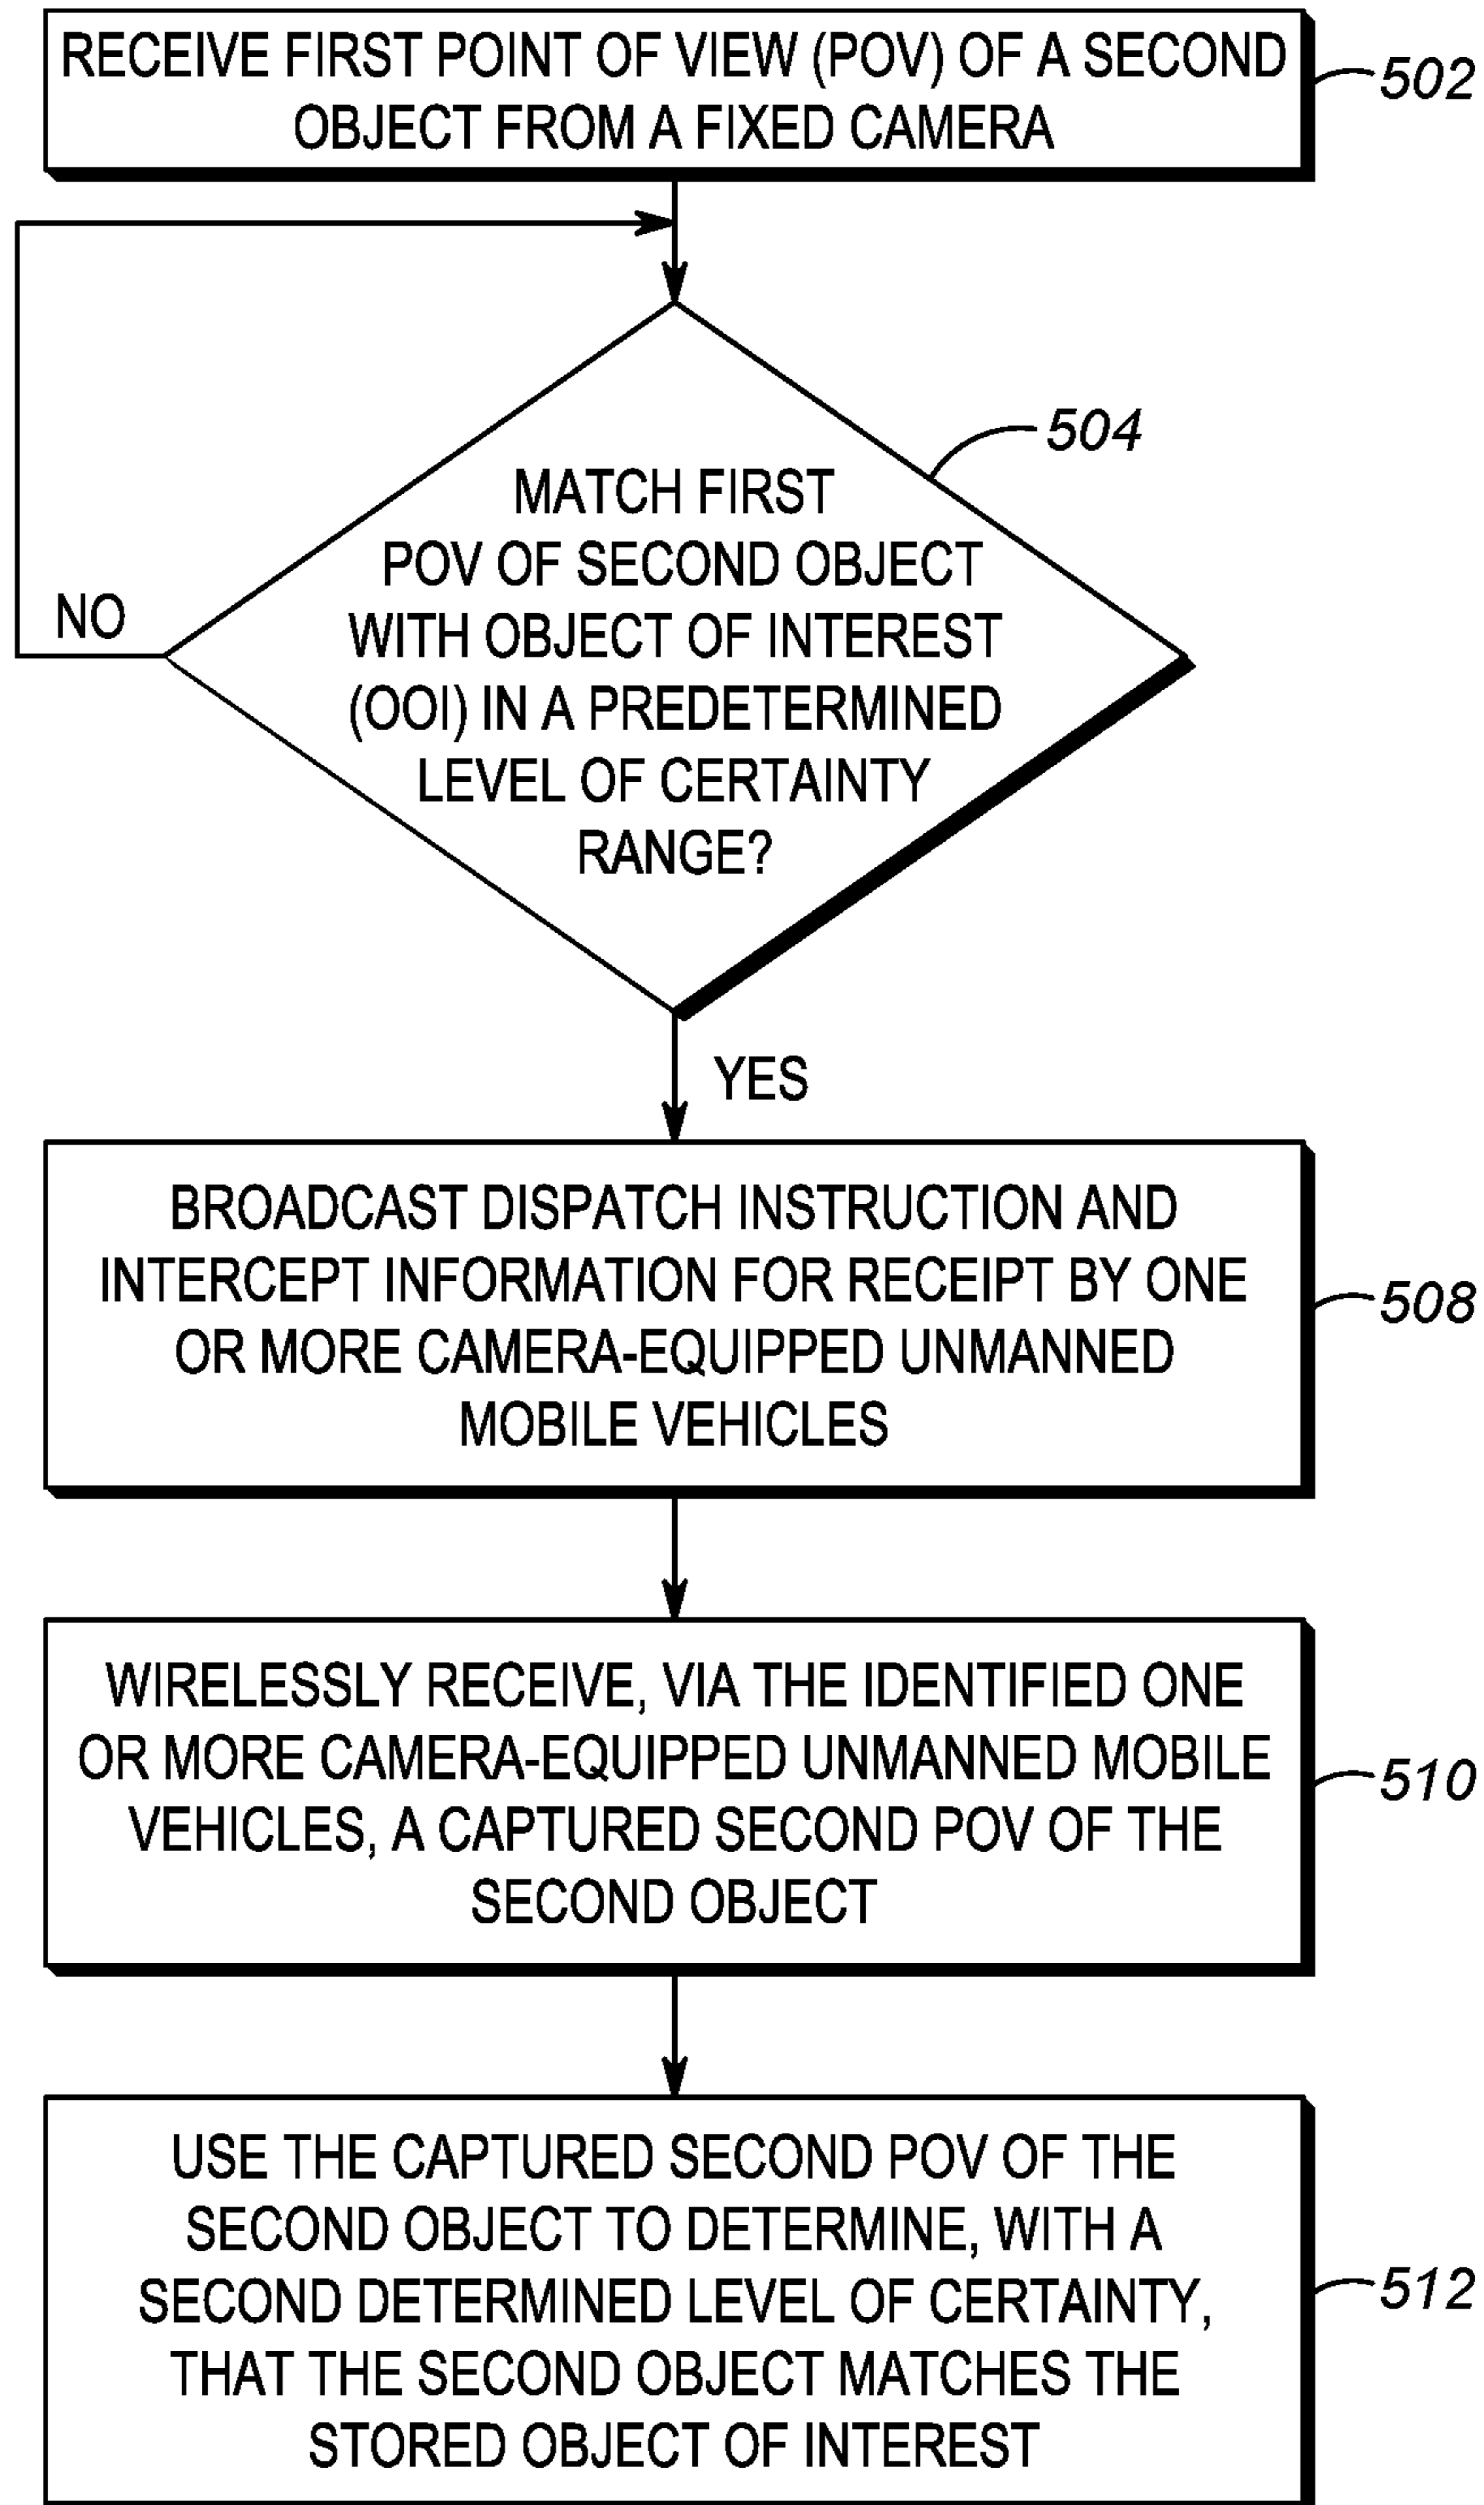 RECEIVE FIRST POINT OF VIEW (POV) OF A SECOND
OBJECT FROM A FIXED CAMERA
502
504
MATCH FIRST
POV OF SECOND OBJECT
WITH OBJECT OF INTEREST
(OOI) IN A PREDETERMINED
LEVEL OF CERTAINTY
RANGE?
NO
YES
BROADCAST DISPATCH INSTRUCTION AND
INTERCEPT INFORMATION FOR RECEIPT BY ONE
OR MORE CAMERA-EQUIPPED UNMANNED
MOBILE VEHICLES
508
WIRELESSLY RECEIVE, VIA THE IDENTIFIED ONE
OR MORE CAMERA-EQUIPPED UNMANNED MOBILE
VEHICLES, A CAPTURED SECOND POV OF THE
SECOND OBJECT
510
USE THE CAPTURED SECOND POV OF THE
SECOND OBJECT TO DETERMINE, WITH A
SECOND DETERMINED LEVEL OF CERTAINTY,
THAT THE SECOND OBJECT MATCHES THE
STORED OBJECT OF INTEREST
512